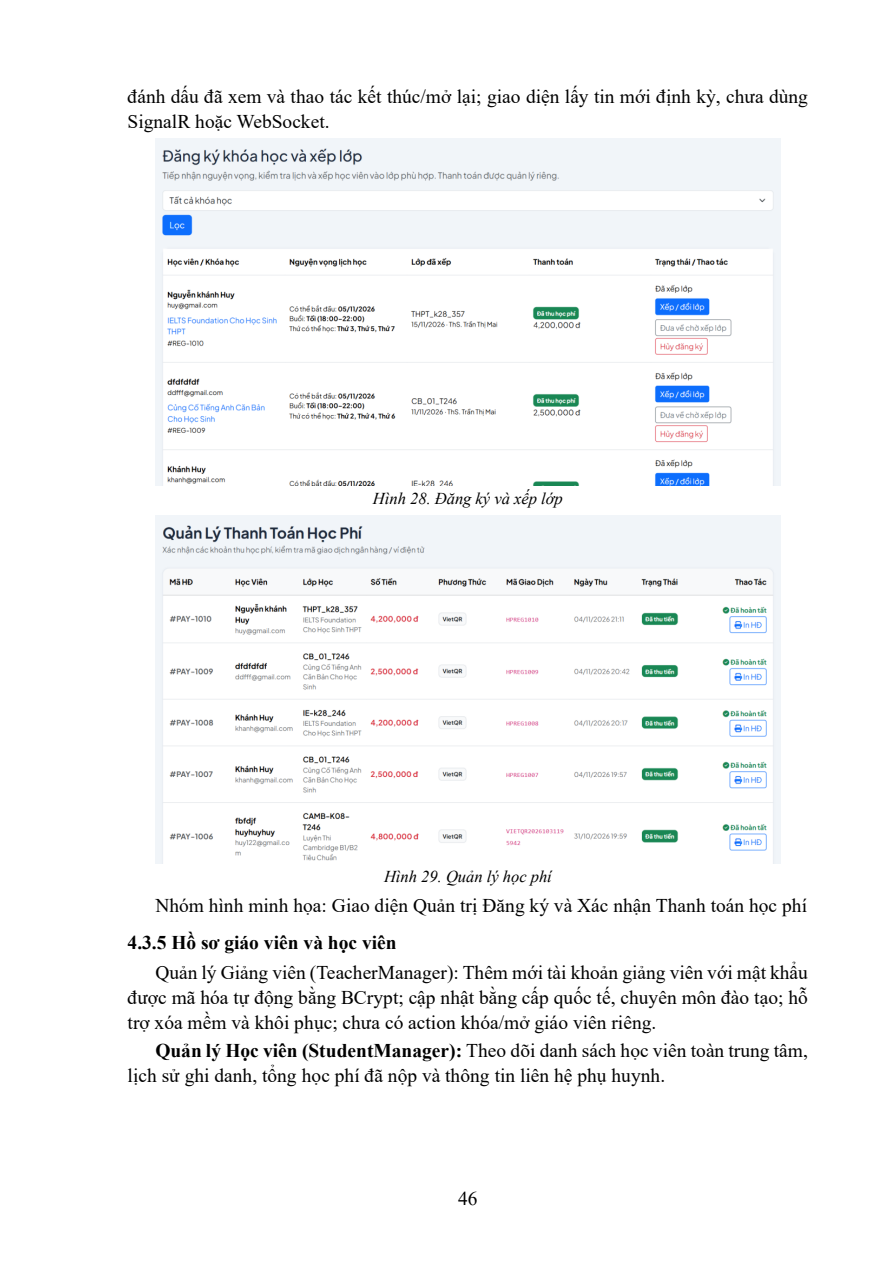 đánh dấu đã xem và thao tác kết thúc/mở lại; giao diện lấy tin mới định kỳ, chưa dùng
SignalR hoặc WebSocket.
Đăng ký khóa học và xếp lớp
Tiếp nhận nguyện vọng, kiểm tra lịch và xếp học viên vào lớp phù hợp. Thanh toán được quản lý riêng.
Tất cả khóa học
Lọc
Học viên / Khóa học Nguyện vọng lịch học Lớp đã xếp Thanh toán Trạng thái / Thao tác
Nguyễn khánh Huy
huy@gmail.com
IELTS Foundation Cho Học Sinh
THPT
#REG-1010
Có thể bắt đầu: 05/11/2026
Buổi: Tối (18:00-22:00)
Thứ có thể học: Thứ 3, Thứ 5, Thứ 7
THPT_k28_357
15/11/2026 · ThS. Trần Thị Mai
Đã thu học phí
4,200,000 đ
Đã xếp lớp
Xếp / đổi lớp
Đưa về chờ xếp lớp
Hủy đăng ký
dfdfdfdf
ddfff@gmail.com
Củng Cố Tiếng Anh Căn Bản
Cho Học Sinh
#REG-1009
Có thể bắt đầu: 05/11/2026
Buổi: Tối (18:00-22:00)
Thứ có thể học: Thứ 2, Thứ 4, Thứ 6
CB_01_T246
11/11/2026 · ThS. Trần Thị Mai
Đã thu học phí
2,500,000 đ
Đã xếp lớp
Xếp / đổi lớp
Đưa về chờ xếp lớp
Hủy đăng ký
Khánh Huy
khanh@gmail.com
Có thể bắt đầu: 05/11/2026
IE-k28_246
Đã xếp lớp
Xếp / đổi lớp
Hình 28. Đăng ký và xếp lớp
Quản Lý Thanh Toán Học Phí
Xác nhận các khoản thu học phí, kiểm tra mã giao dịch ngân hàng / ví điện tử
Mã HĐ Học Viên Lớp Học Số Tiền Phương Thức Mã Giao Dịch Ngày Thu Trạng Thái Thao Tác
#PAY-1010
Nguyễn khánh
Huy
huy@gmail.com
THPT_k28_357
IELTS Foundation
Cho Học Sinh THPT
4,200,000 đ
VietQR
HPREG1010
04/11/2026 21:11
Đã thu tiền
Đã hoàn tất
In HĐ
#PAY-1009
dfdfdfdf
ddfff@gmail.com
CB_01_T246
Củng Cố Tiếng Anh
Căn Bản Cho Học
Sinh
2,500,000 đ
VietQR
HPREG1009
04/11/2026 20:42
Đã thu tiền
Đã hoàn tất
In HĐ
#PAY-1008
Khánh Huy
khanh@gmail.com
IE-k28_246
IELTS Foundation
Cho Học Sinh THPT
4,200,000 đ
VietQR
HPREG1008
04/11/2026 20:17
Đã thu tiền
Đã hoàn tất
In HĐ
#PAY-1007
Khánh Huy
khanh@gmail.com
CB_01_T246
Củng Cố Tiếng Anh
Căn Bản Cho Học
Sinh
2,500,000 đ
VietQR
HPREG1007
04/11/2026 19:57
Đã thu tiền
Đã hoàn tất
In HĐ
#PAY-1006
fbfdjf
huyhuyhuy
huy122@gmail.co
m
CAMB-K08-
T246
Luyện Thi
Cambridge B1/B2
Tiêu Chuẩn
4,800,000 đ
VietQR
VIETQR2026103119
5942
31/10/2026 19:59
Đã thu tiền
Đã hoàn tất
In HĐ
Hình 29. Quản lý học phí
Nhóm hình minh họa: Giao diện Quản trị Đăng ký và Xác nhận Thanh toán học phí
4.3.5 Hồ sơ giáo viên và học viên
Quản lý Giảng viên (TeacherManager): Thêm mới tài khoản giảng viên với mật khẩu
được mã hóa tự động bằng BCrypt; cập nhật bằng cấp quốc tế, chuyên môn đào tạo; hỗ
trợ xóa mềm và khôi phục; chưa có action khóa/mở giáo viên riêng.
Quản lý Học viên (StudentManager): Theo dõi danh sách học viên toàn trung tâm,
lịch sử ghi danh, tổng học phí đã nộp và thông tin liên hệ phụ huynh.
46